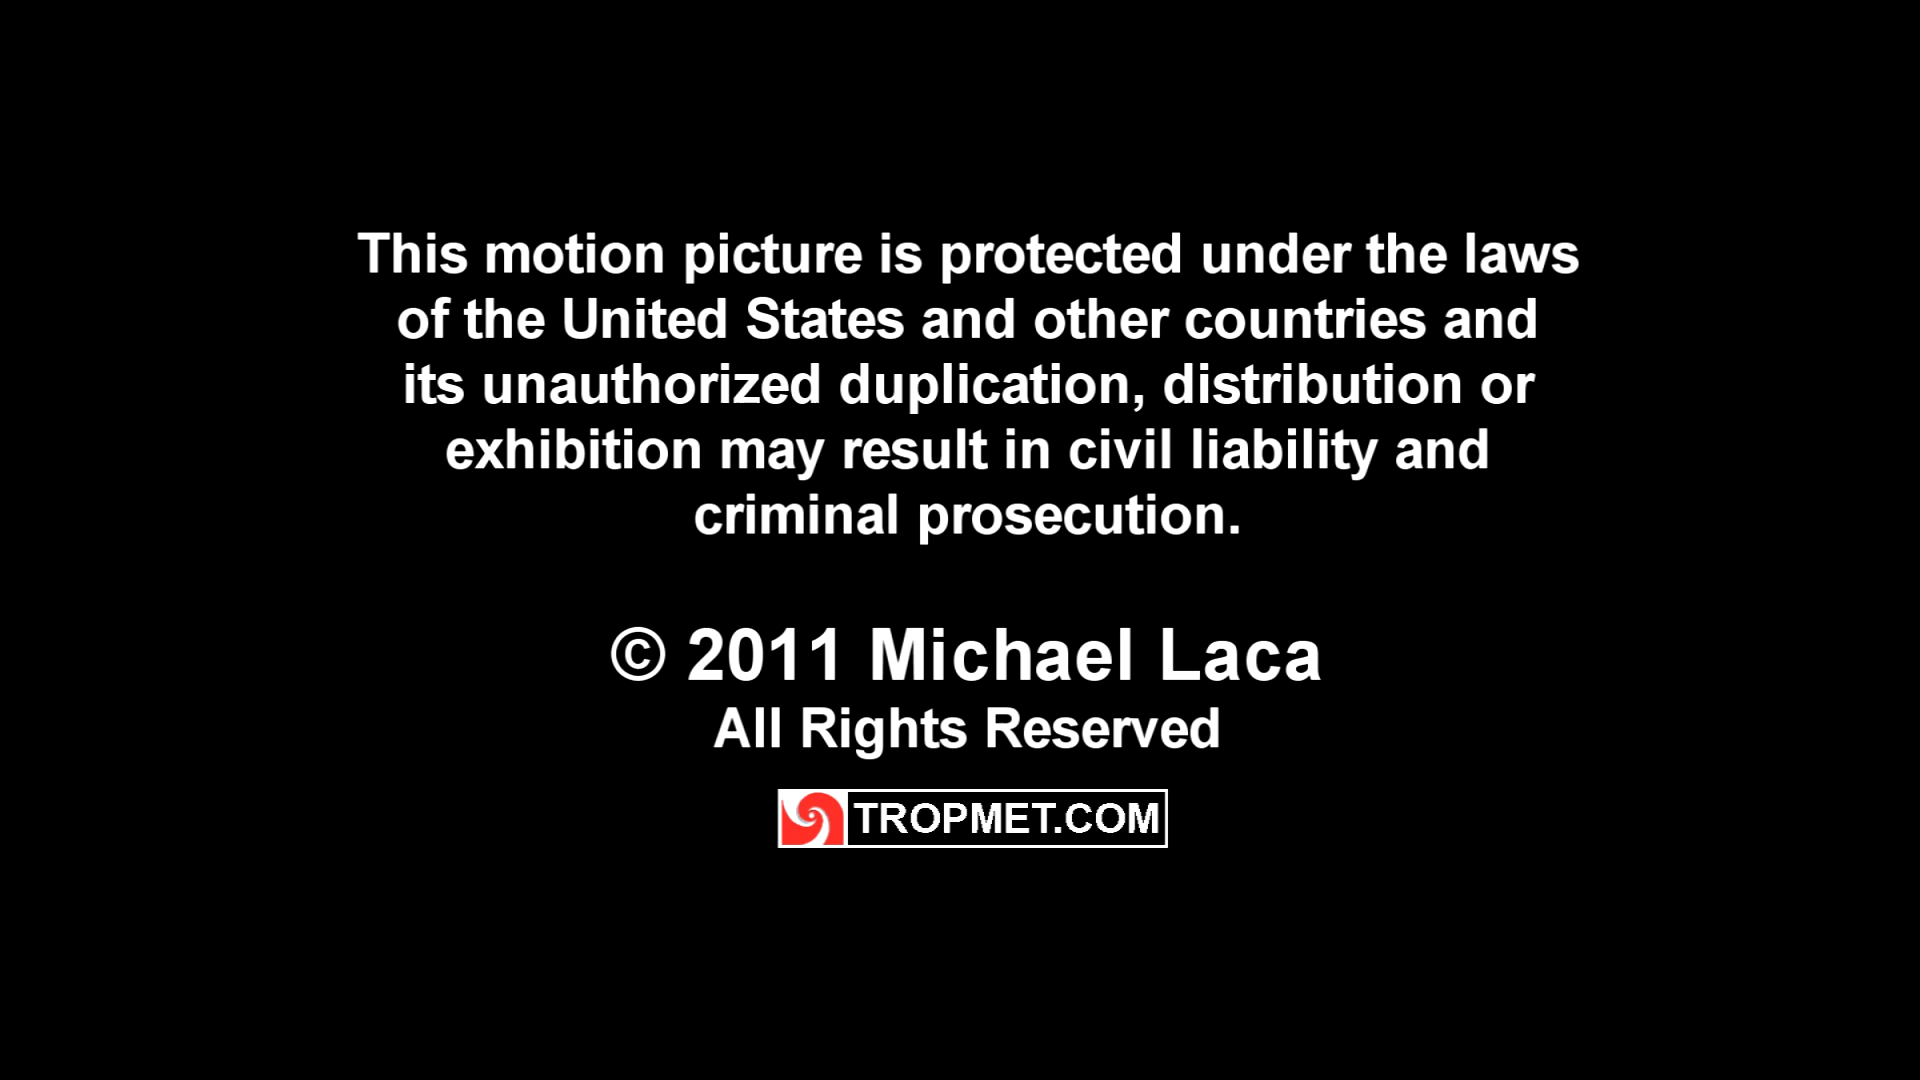 This motion picture is protected under the laws
of the United States and other countries and
its unauthorized duplication, distribution or
exhibition may result in civil liability and
criminal prosecution.
© 2011 Michael Laca
All Rights Reserved
TROPMET.COM